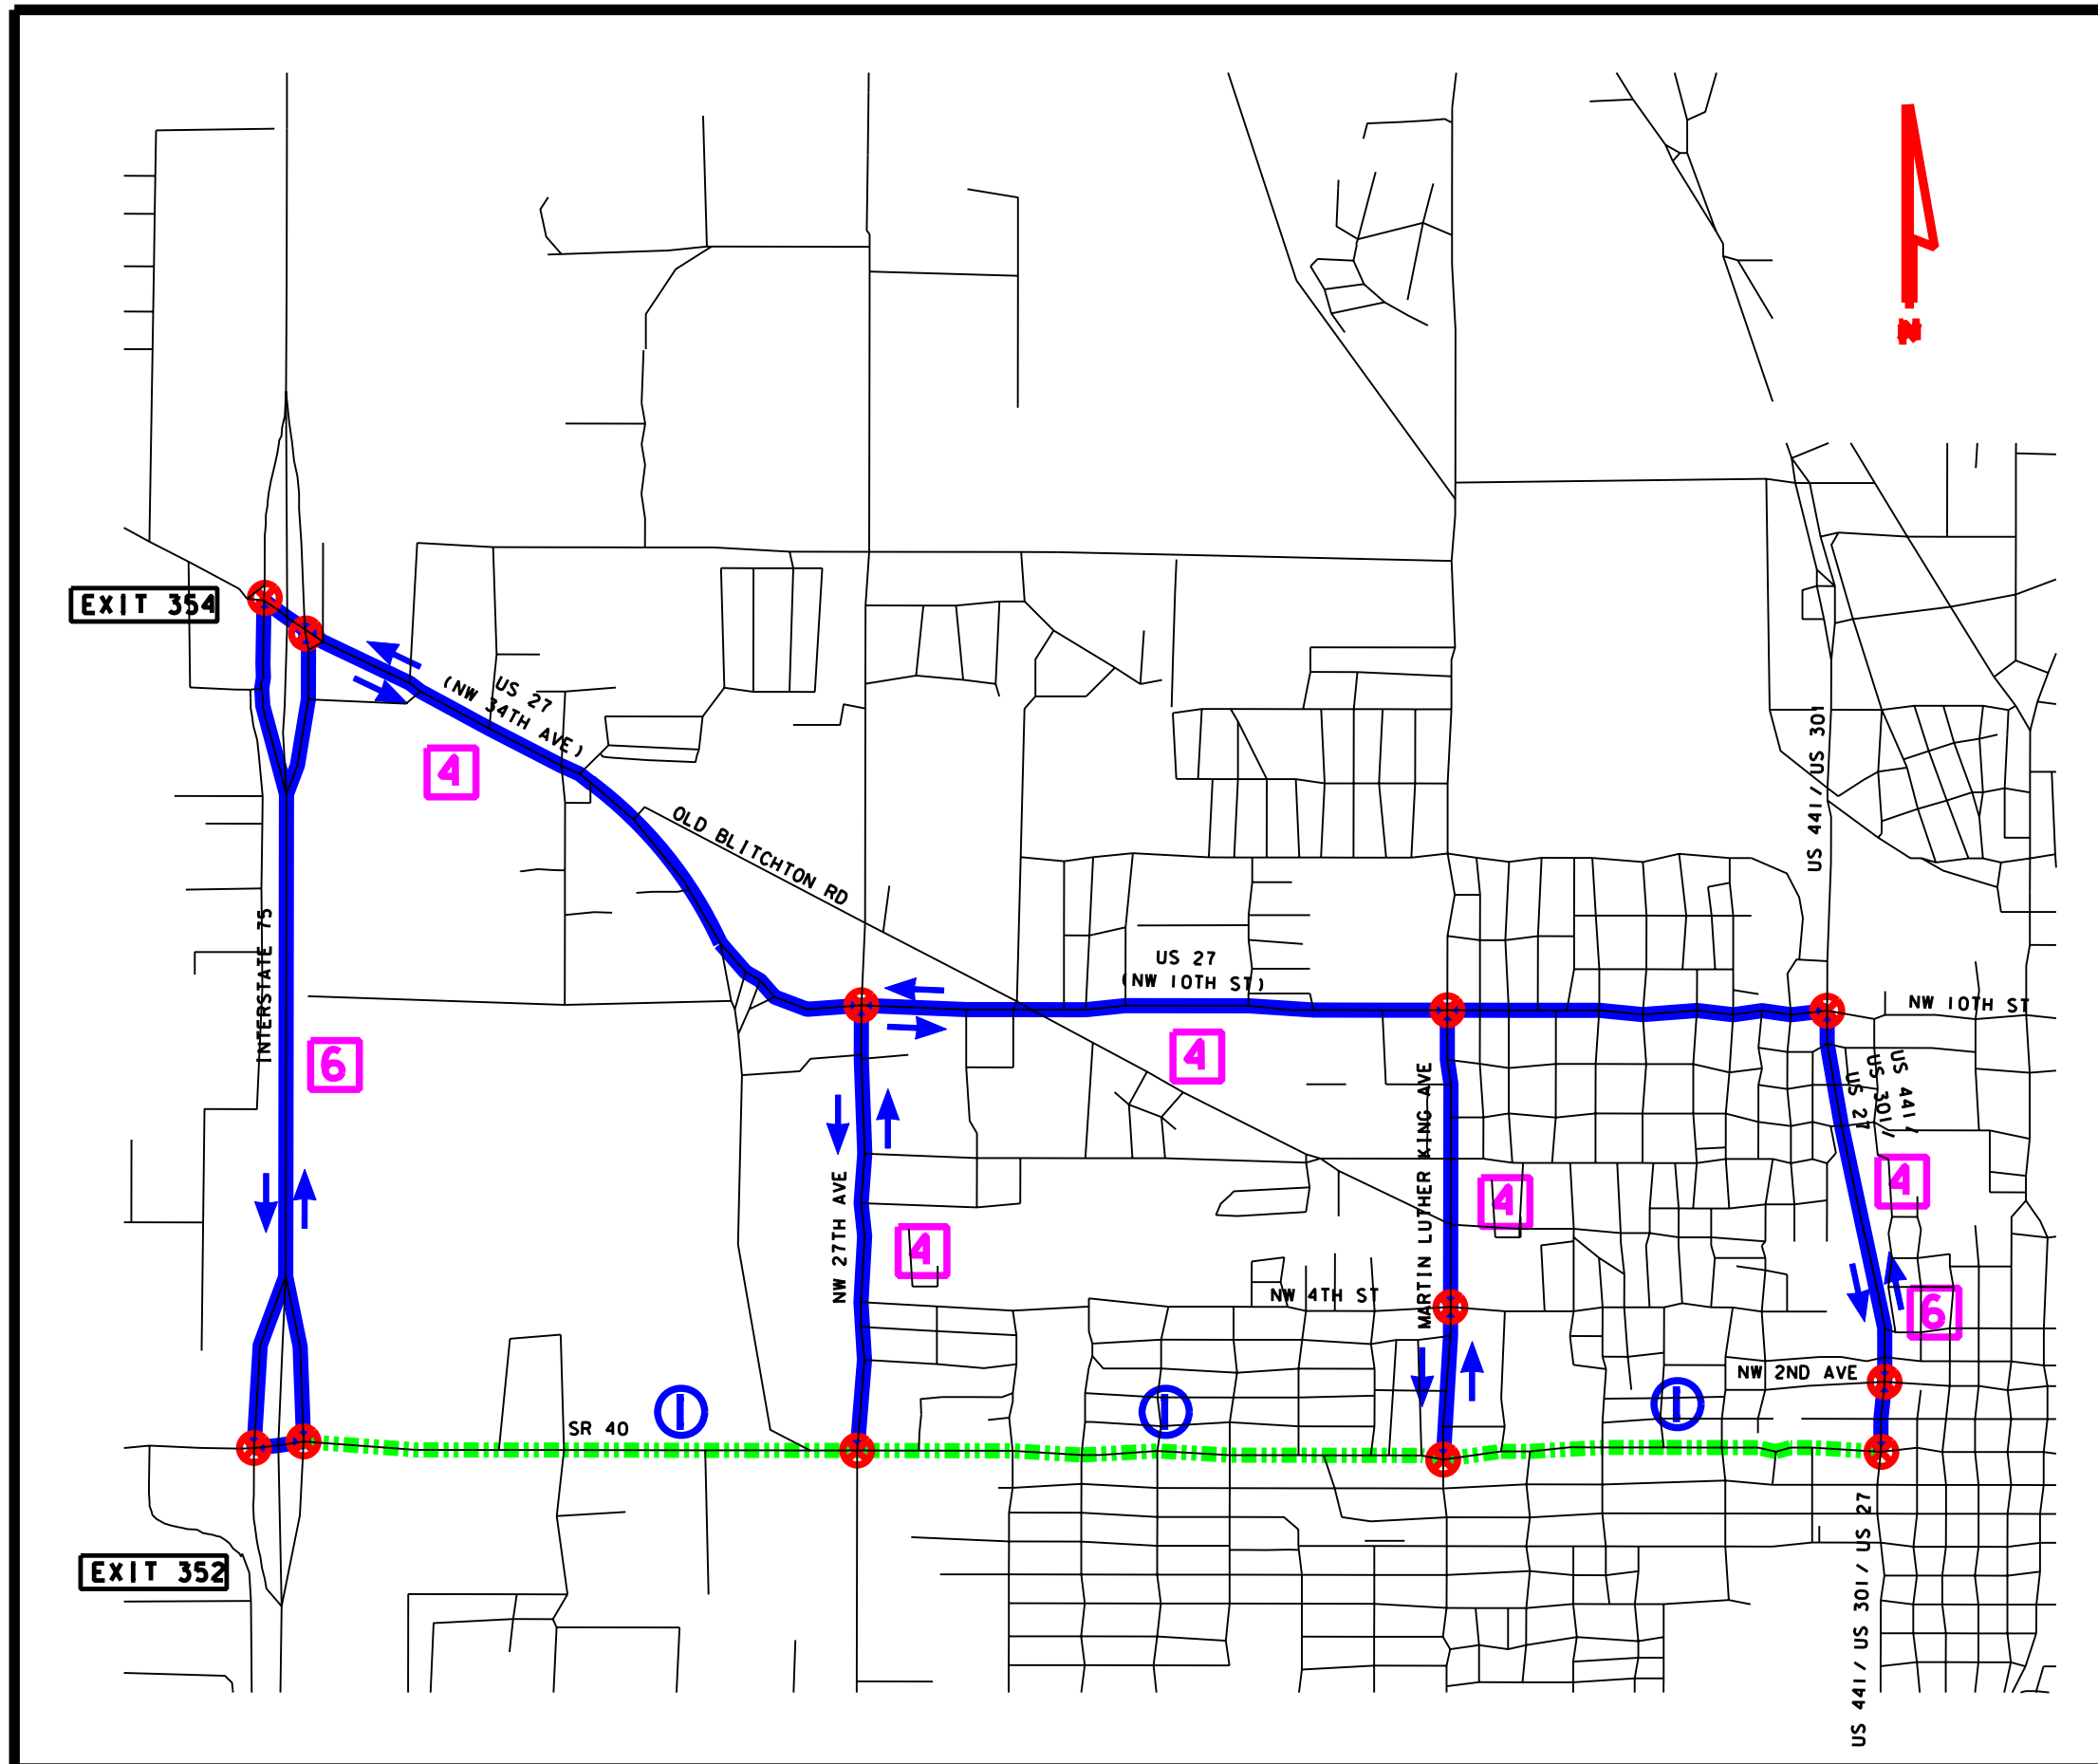 N
EXIT 354
US 27
(NW 34TH AVE)
4
OLD BLITCHTON RD
US 441/US 301
INTERSTATE 75
6
US 27
(NW 10TH ST)
4
NW 10TH ST
US 441/
US 301/
US 27
4
6
NW 27TH AVE
4
MARTIN LUTHER KING AVE
4
NW 4TH ST
NW 2ND AVE
SR 40
1
1
1
EXIT 352
US 441/ US 301/ US 27